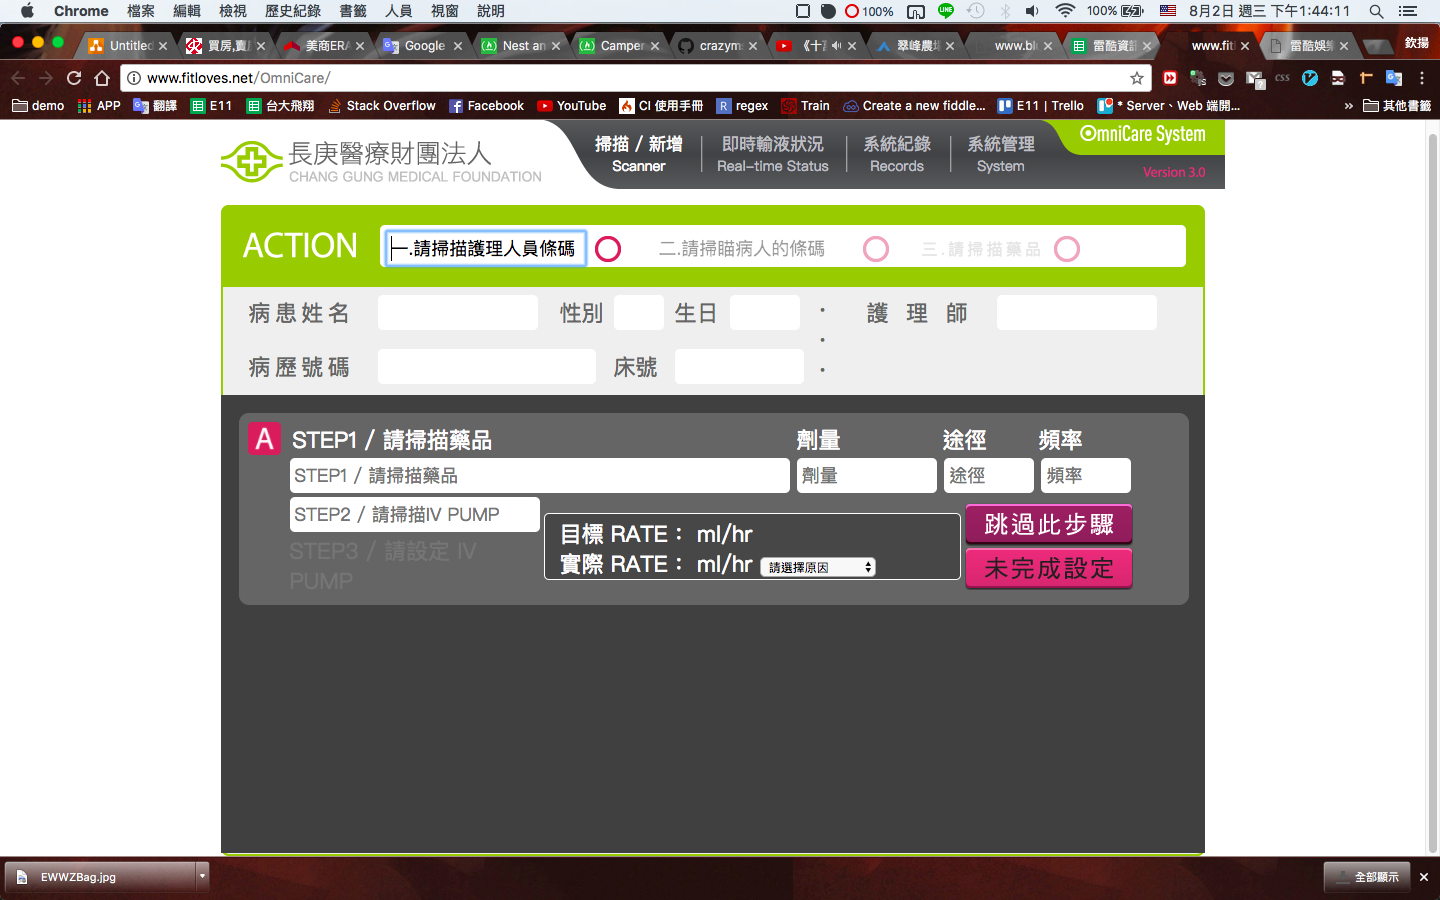 Chrome 檔案 編輯 檢視 歷史紀錄 書籤 人員 視窗 說明 100% LINE 100% 8月2日 週三 下午1:44:11
Untitled 買房,賣 美商ERA Google Nest an Camper crazym 翠峰農場 www.bl 雷酷資訊 www.fit 雷酷娛樂 欽揚
www.fitloves.net/OmniCare/
demo APP 翻譯 E11 台大飛翔 Stack Overflow Facebook YouTube CI 使用手冊 regex Train Create a new fiddle... E11 | Trello * Server、Web 端開... » 其他書籤
長庚醫療財團法人
CHANG GUNG MEDICAL FOUNDATION
掃描 / 新增 即時輸液狀況 系統紀錄 系統管理
Scanner Real-time Status Records System
OmniCare System
Version 3.0
ACTION 一.請掃描護理人員條碼 二.請掃瞄病人的條碼 三.請掃描藥品
病患姓名 性別 生日 護理師
病歷號碼 床號
A STEP1 / 請掃描藥品 劑量 途徑 頻率
STEP1 / 請掃描藥品 劑量 途徑 頻率
STEP2 / 請掃描IV PUMP
STEP3 / 請設定 IV
PUMP
目標 RATE： ml/hr
實際 RATE： ml/hr 請選擇原因
跳過此步驟
未完成設定
EWWZBag.jpg 全部顯示